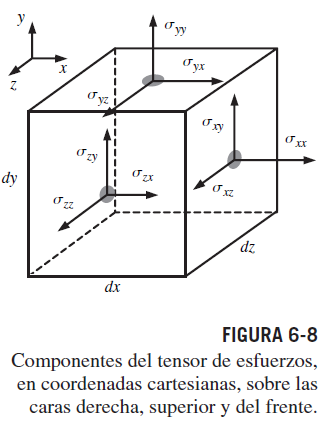 y
σyy
x
σyx
z
σyz
σxy
σzy
σxx
dy
σzx
σxz
σzz
dz
dx
FIGURA 6-8
Componentes del tensor de esfuerzos,
en coordenadas cartesianas, sobre las
caras derecha, superior y del frente.